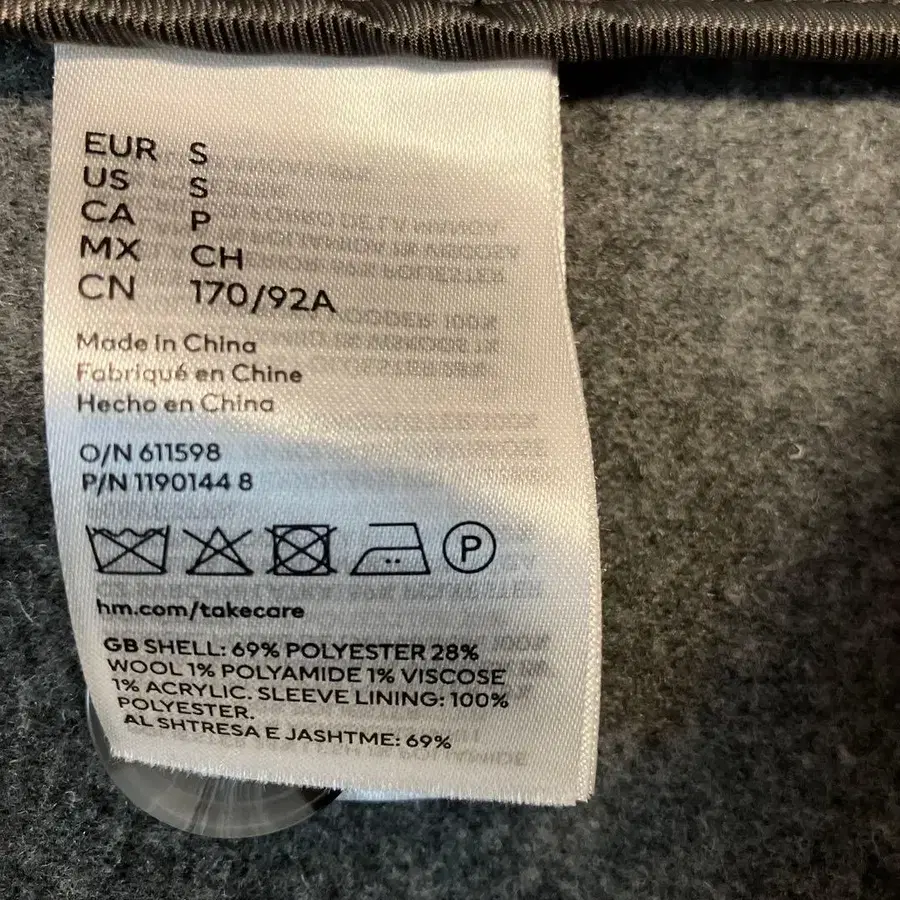 EUR S
US S
CA P
MX CH
CN 170/92A
Made in China
Fabriqué en Chine
Hecho en China
O/N 611598
P/N 1190144 8
P
hm.com/takecare
GB SHELL: 69% POLYESTER 28%
WOOL 1% POLYAMIDE 1% VISCOSE
1% ACRYLIC. SLEEVE LINING: 100%
POLYESTER.
AL SHTRESA E JASHTME: 69%